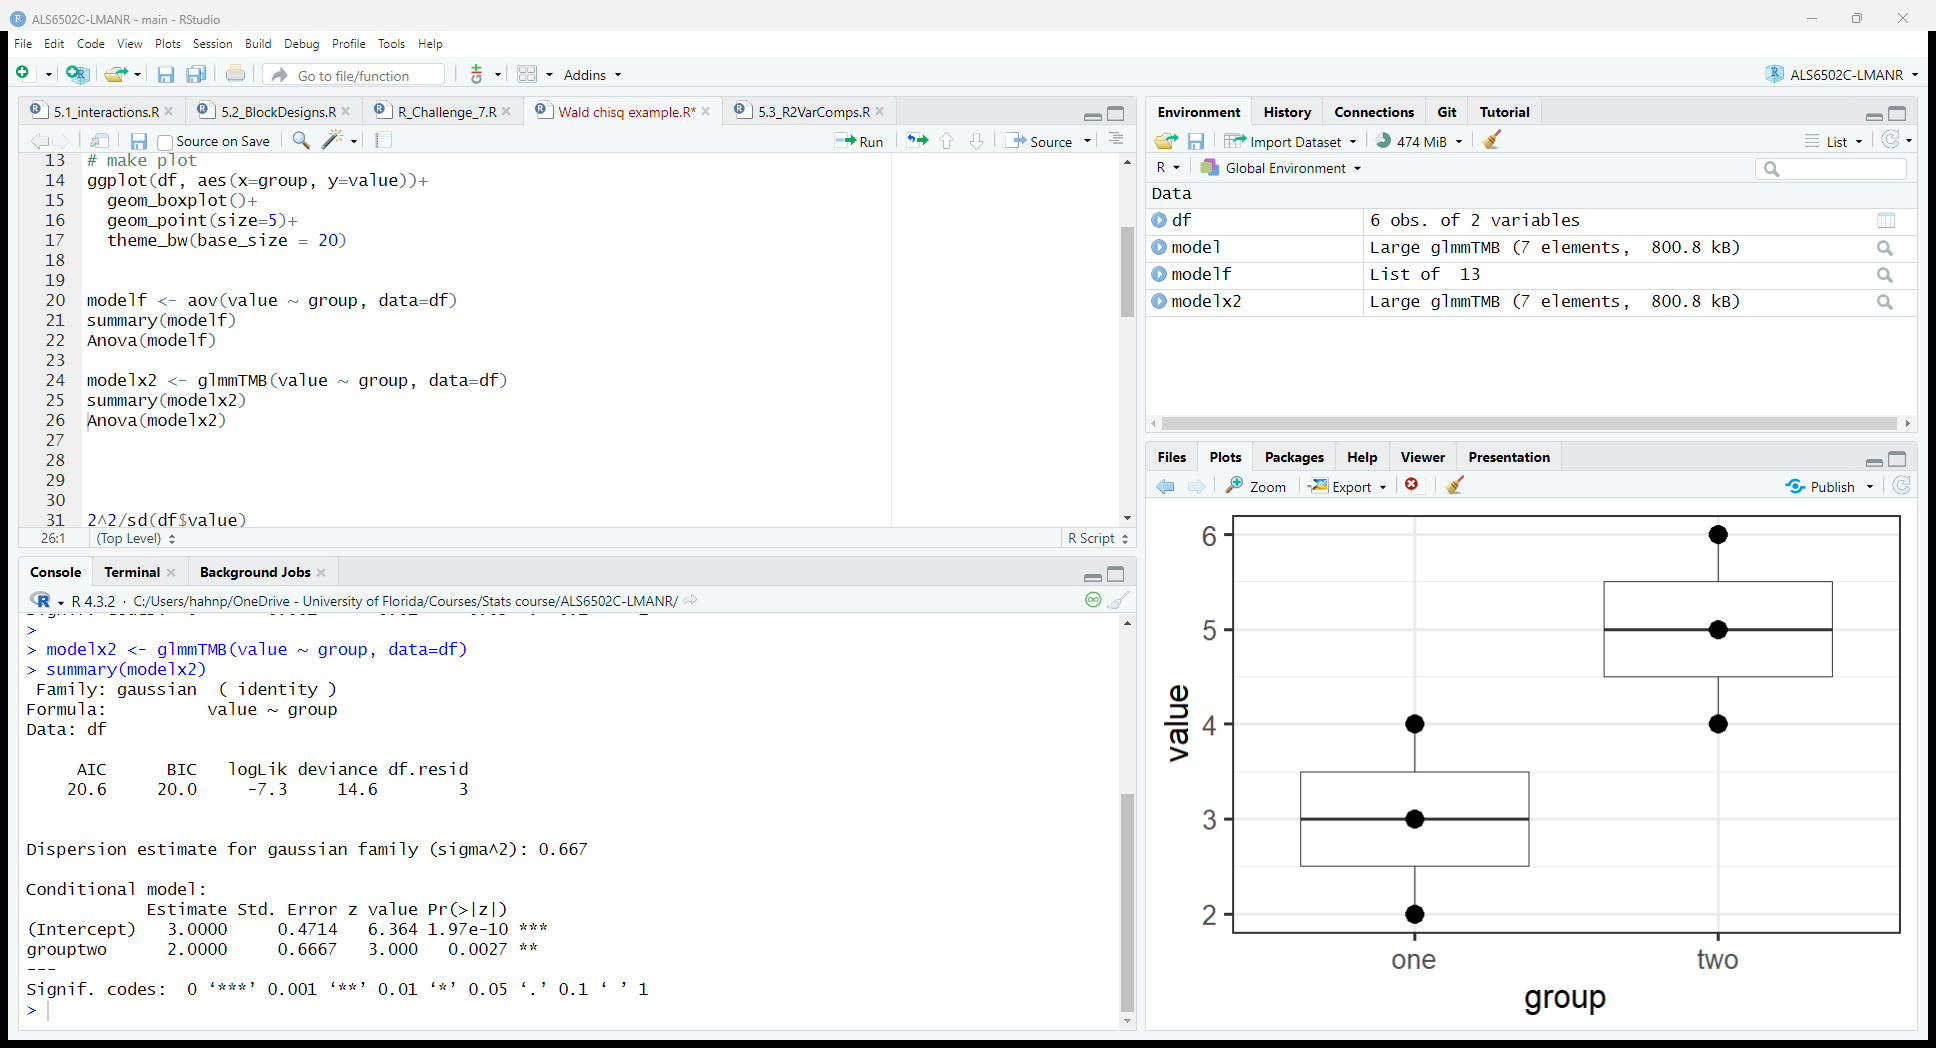 ALS6502C-LMANR - main - RStudio
File Edit Code View Plots Session Build Debug Profile Tools Help
Go to file/function
Addins
ALS6502C-LMANR
5.1_interactions.R
5.2_BlockDesigns.R
R_Challenge_7.R
Wald chisq example.R*
5.3_R2VarComps.R
Source on Save
Run
Source
13 # make plot
14 ggplot(df, aes(x=group, y=value))+
15 geom_boxplot()+
16 geom_point(size=5)+
17 theme_bw(base_size = 20)
18
19
20 modelf <- aov(value ~ group, data=df)
21 summary(modelf)
22 Anova(modelf)
23
24 modelx2 <- glmmTMB(value ~ group, data=df)
25 summary(modelx2)
26 Anova(modelx2)
27
28
29
30
31 2^2/sd(df$value)
26:1 (Top Level) R Script
Console Terminal Background Jobs
R 4.3.2 · C:/Users/hahnp/OneDrive - University of Florida/Courses/Stats course/ALS6502C-LMANR/
>
> modelx2 <- glmmTMB(value ~ group, data=df)
> summary(modelx2)
Family: gaussian ( identity )
Formula: value ~ group
Data: df
AIC BIC logLik deviance df.resid
20.6 20.0 -7.3 14.6 3
Dispersion estimate for gaussian family (sigma^2): 0.667
Conditional model:
Estimate Std. Error z value Pr(>|z|)
(Intercept) 3.0000 0.4714 6.364 1.97e-10 ***
grouptwo 2.0000 0.6667 3.000 0.0027 **
---
Signif. codes: 0 ‘***’ 0.001 ‘**’ 0.01 ‘*’ 0.05 ‘.’ 0.1 ‘ ’ 1
>
Environment History Connections Git Tutorial
Import Dataset 474 MiB List
R Global Environment
Data
df 6 obs. of 2 variables
model Large glmmTMB (7 elements, 800.8 kB)
modelf List of 13
modelx2 Large glmmTMB (7 elements, 800.8 kB)
Files Plots Packages Help Viewer Presentation
Zoom Export Publish
6
5
4
3
2
value
one two
group